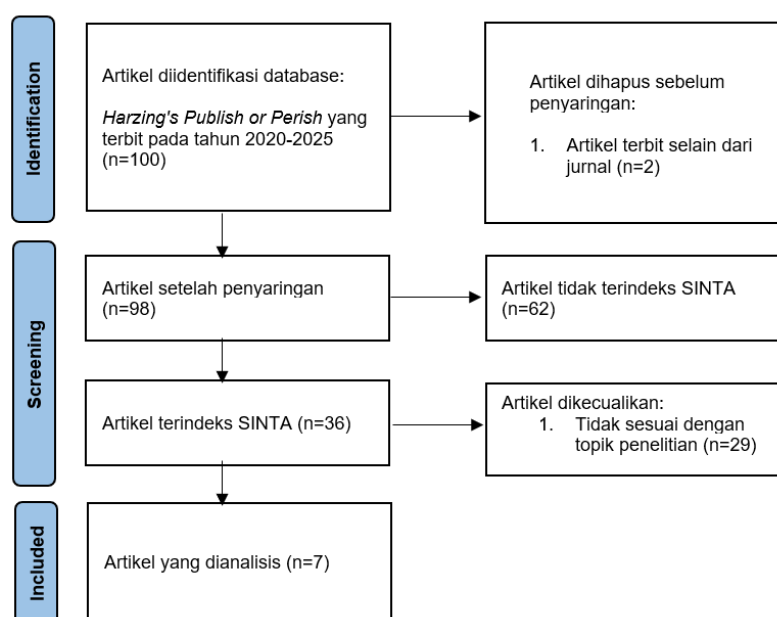 Identification
Artikel diidentifikasi database:
Harzing's Publish or Perish yang
terbit pada tahun 2020-2025
(n=100)
Artikel dihapus sebelum
penyaringan:
1. Artikel terbit selain dari
jurnal (n=2)
Screening
Artikel setelah penyaringan
(n=98)
Artikel tidak terindeks SINTA
(n=62)
Artikel terindeks SINTA (n=36)
Artikel dikecualikan:
1. Tidak sesuai dengan
topik penelitian (n=29)
Included
Artikel yang dianalisis (n=7)